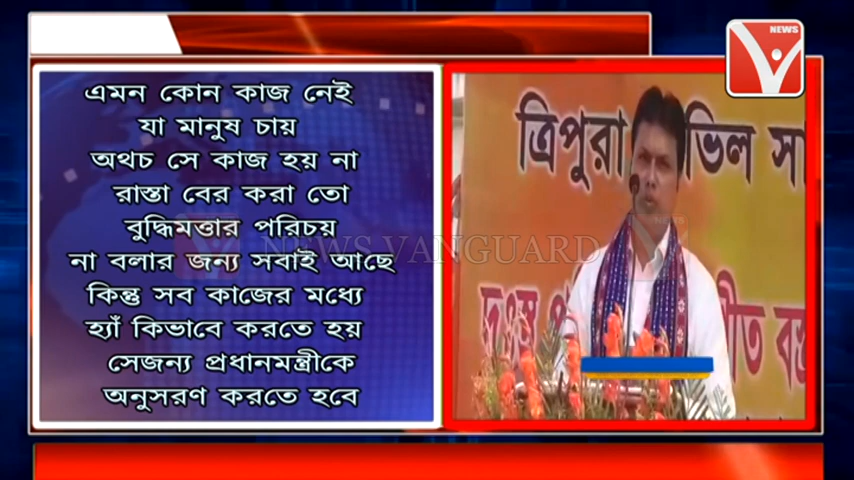 NEWS
এমন কোন কাজ নেই
যা মানুষ চায়
অথচ সে কাজ হয় না
রাস্তা বের করা তো
বুদ্ধিমত্তার পরিচয়
না বলার জন্য সবাই আছে
কিন্তু সব কাজের মধ্যে
হ্যাঁ কিভাবে করতে হয়
সেজন্য প্রধানমন্ত্রীকে
অনুসরণ করতে হবে
ত্রিপুরা ভিল সা
দুঃস্থ
NEWS VANGUARD